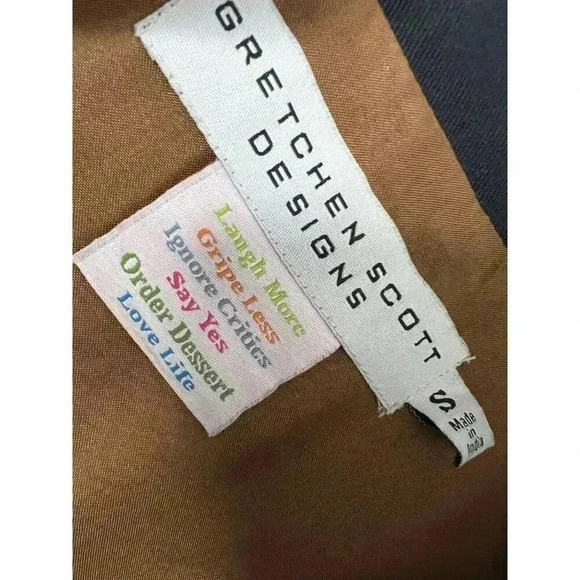 GRETCHEN SCOTT
DESIGNS
Laugh More
Gripe Less
Ignore Critics
Say Yes
Order Dessert
Love Life
S
Made
in
India